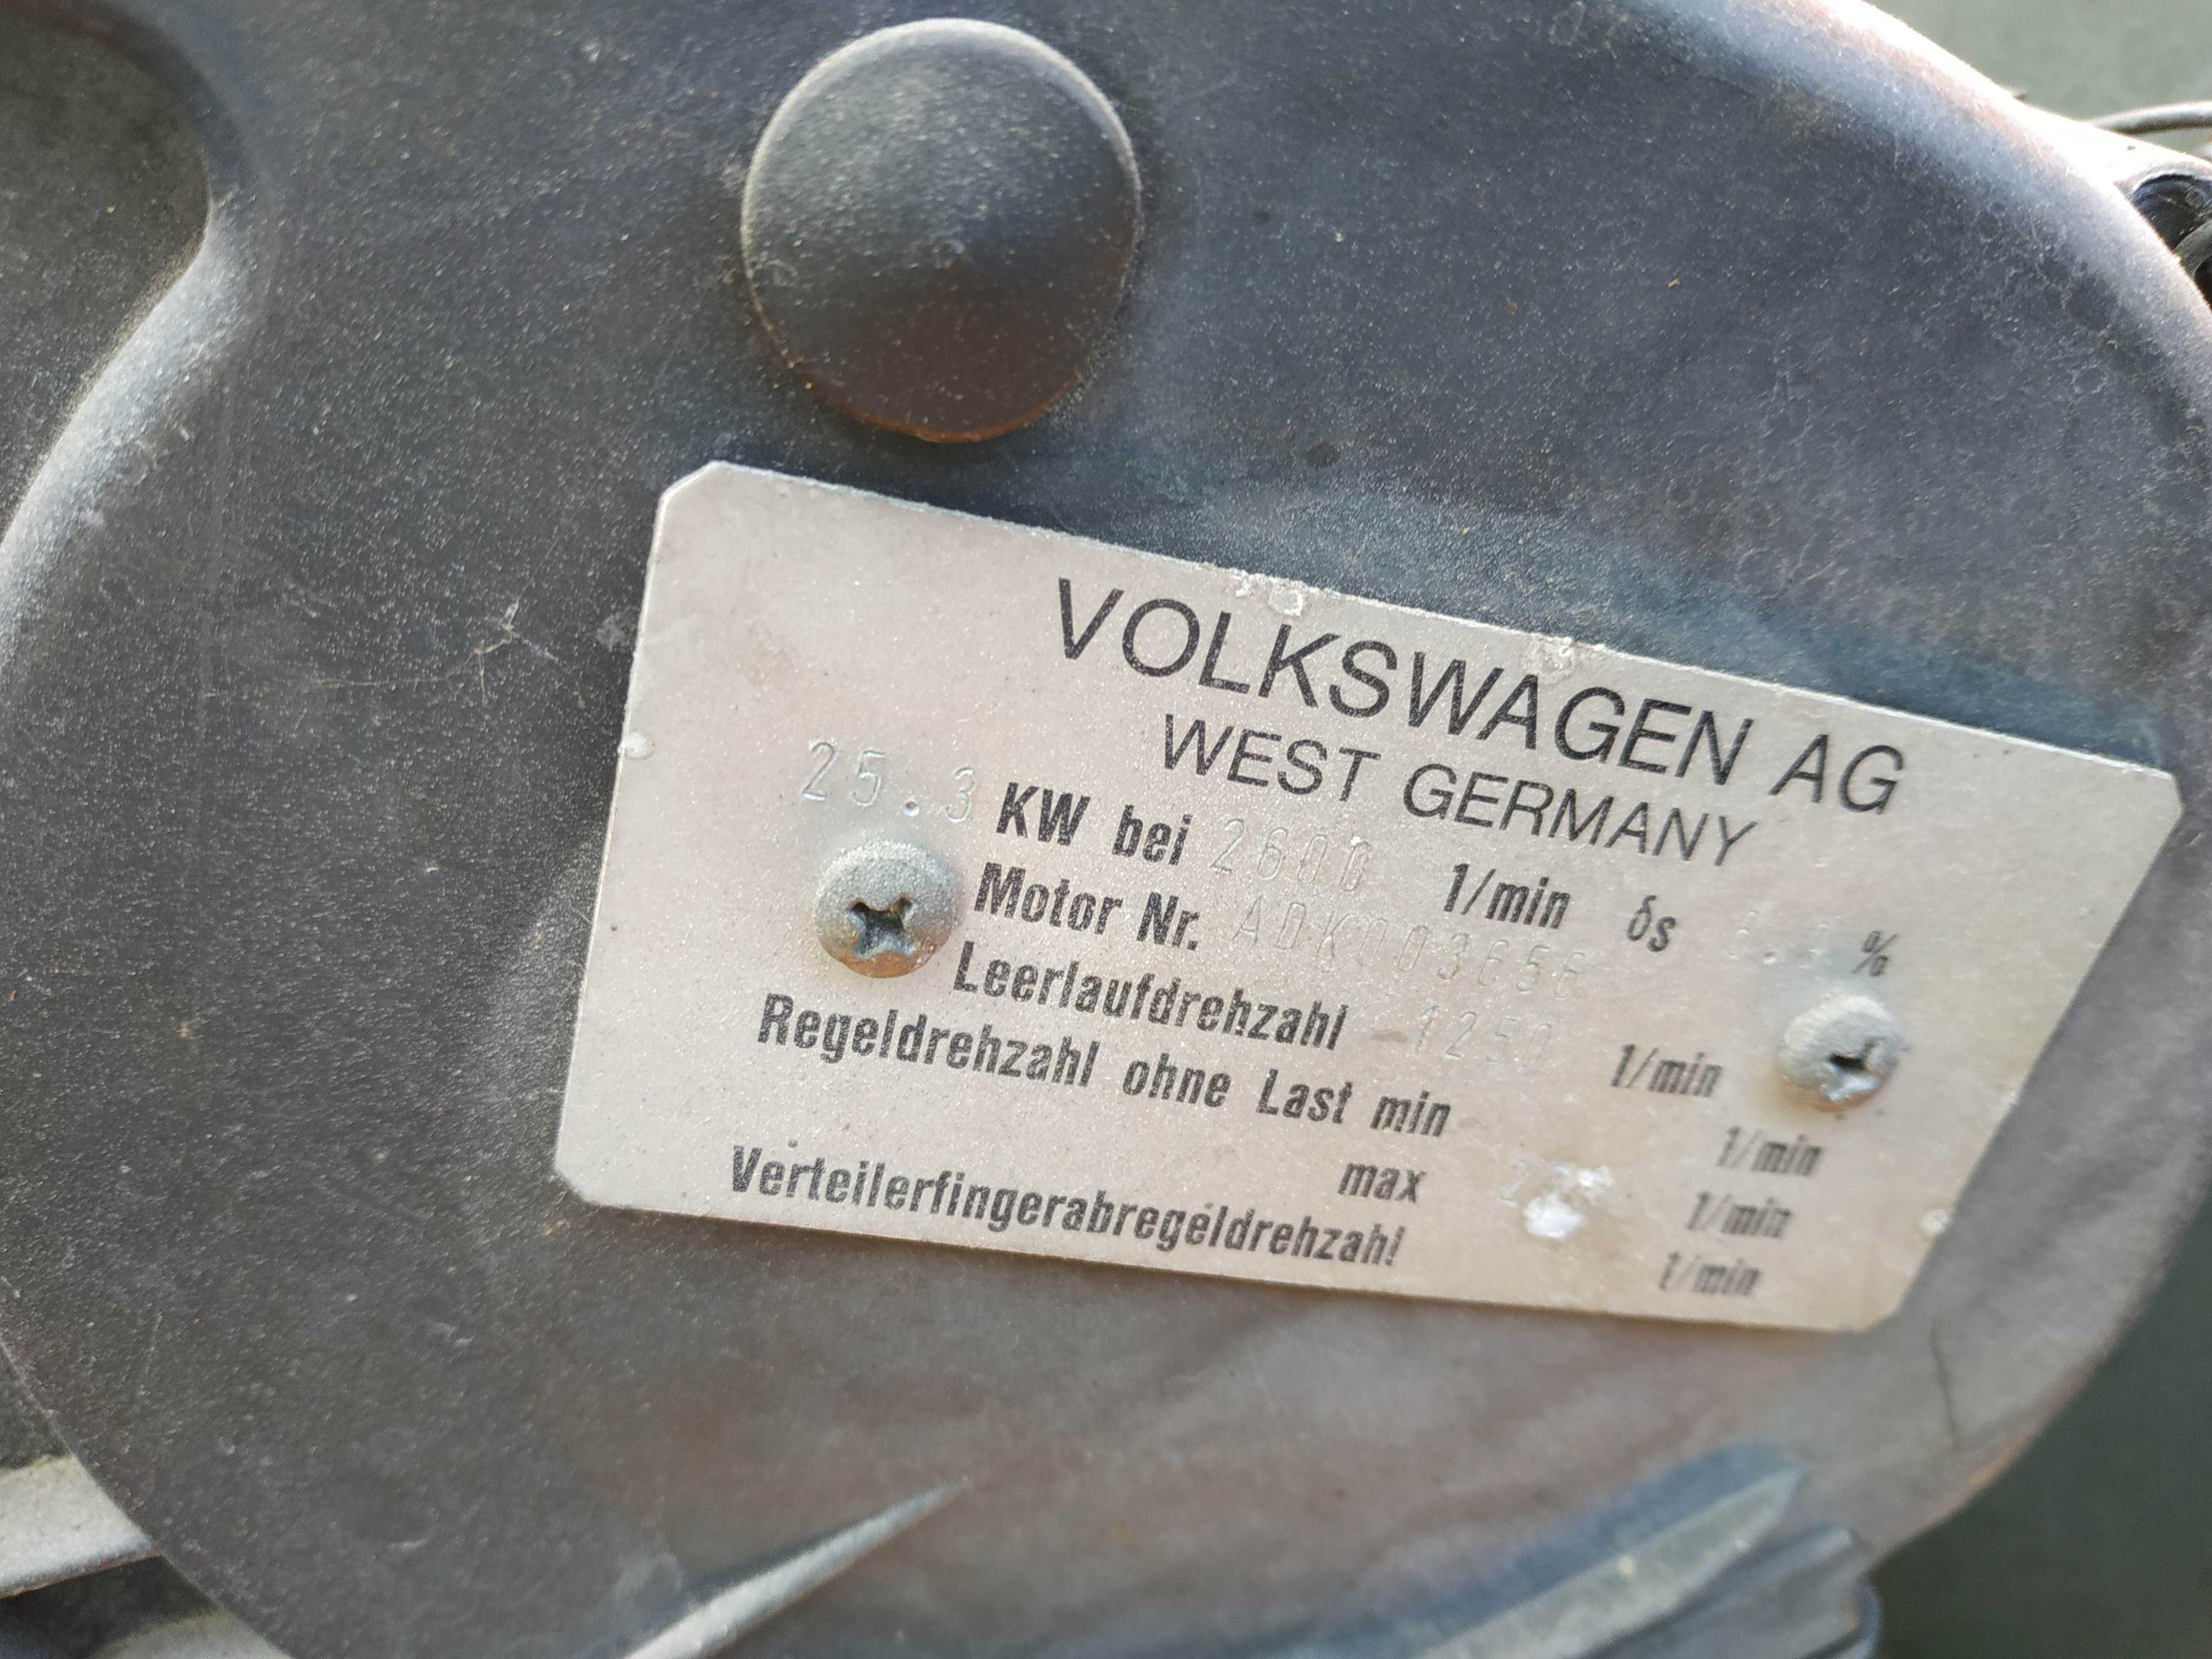 VOLKSWAGEN AG
WEST GERMANY
25.3 KW bei 2600 1/min δs %
Motor Nr. ADK003656
Leerlaufdrehzahl 1250 1/min
Regeldrehzahl ohne Last min 1/min
max 1/min
Verteilerfingerabregeldrehzahl 1/min